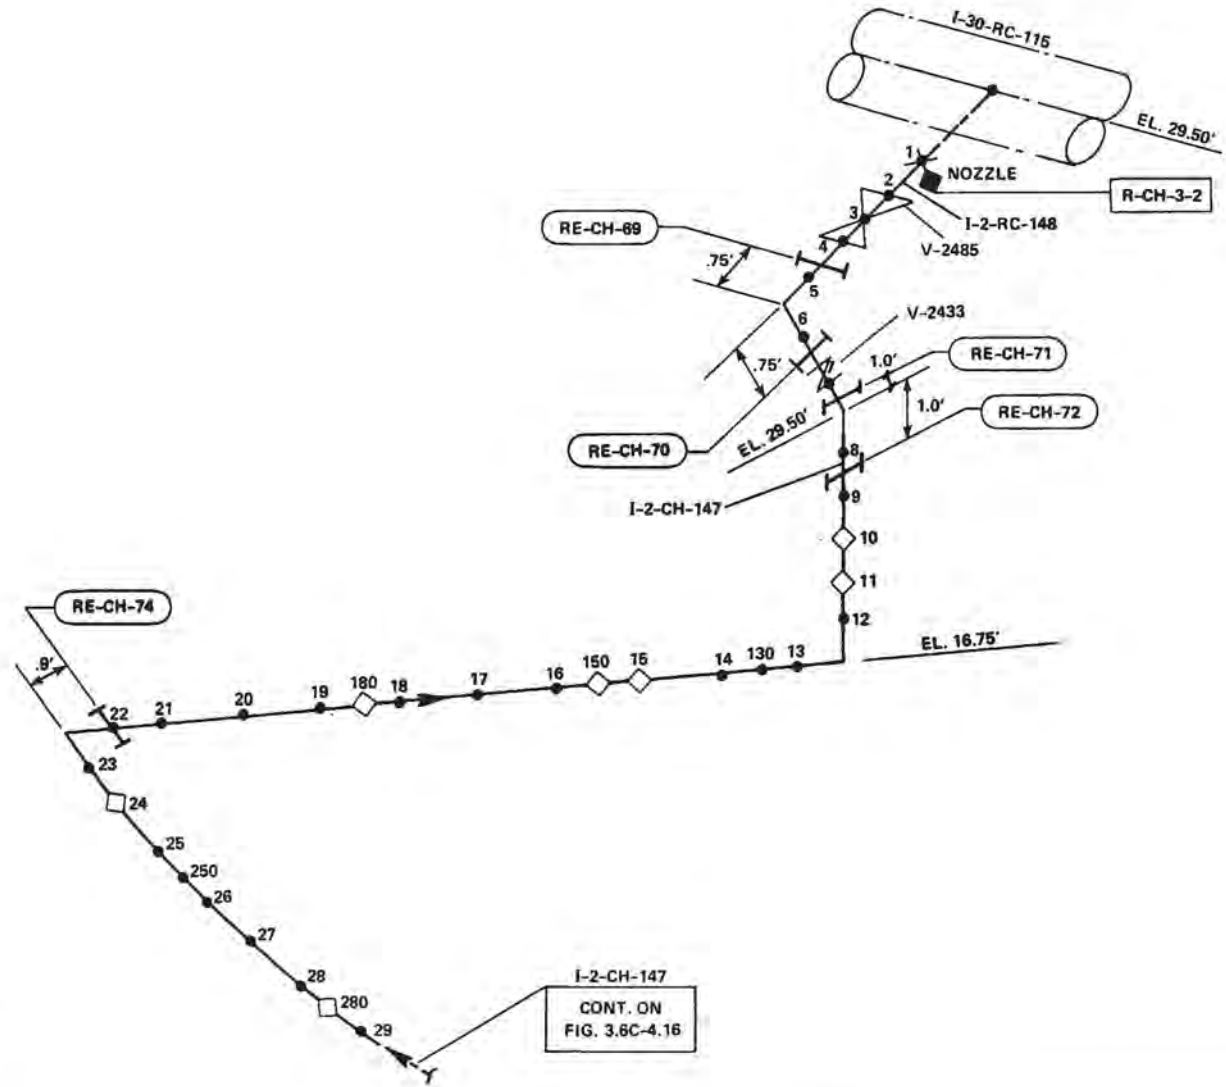 I-30-RC-115
EL. 29.50'
1
NOZZLE
R-CH-3-2
2
I-2-RC-148
3
RE-CH-69
4
V-2485
.75'
5
6
V-2433
RE-CH-71
1.0'
7
.75'
1.0'
RE-CH-72
EL. 29.50'
RE-CH-70
8
I-2-CH-147
9
10
11
RE-CH-74
12
EL. 16.75'
.9'
180
150
15
14
130
13
22
21
20
19
18
17
16
23
24
25
250
26
27
28
I-2-CH-147
280
CONT. ON
FIG. 3.6C-4.16
29